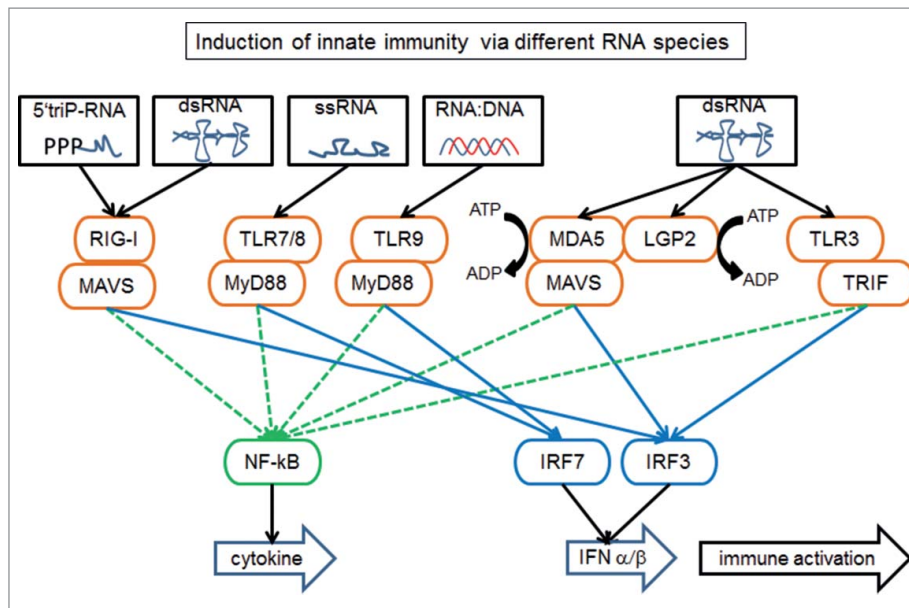 Induction of innate immunity via different RNA species
5'triP-RNA
dsRNA
ssRNA
RNA:DNA
dsRNA
PPP
RIG-I
TLR7/8
TLR9
ATP
MDA5
LGP2
ATP
TLR3
MAVS
MyD88
MyD88
ADP
MAVS
ADP
TRIF
NF-kB
IRF7
IRF3
cytokine
IFN α/β
immune activation